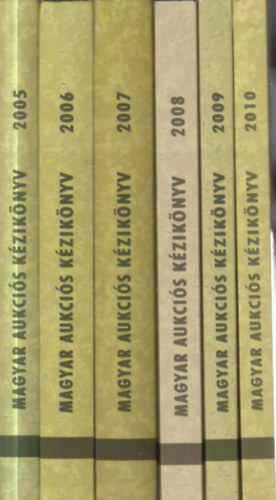 MAGYAR AUKCIÓS KÉZIKÖNYV 2005
MAGYAR AUKCIÓS KÉZIKÖNYV 2006
MAGYAR AUKCIÓS KÉZIKÖNYV 2007
MAGYAR AUKCIÓS KÉZIKÖNYV 2008
MAGYAR AUKCIÓS KÉZIKÖNYV 2009
MAGYAR AUKCIÓS KÉZIKÖNYV 2010